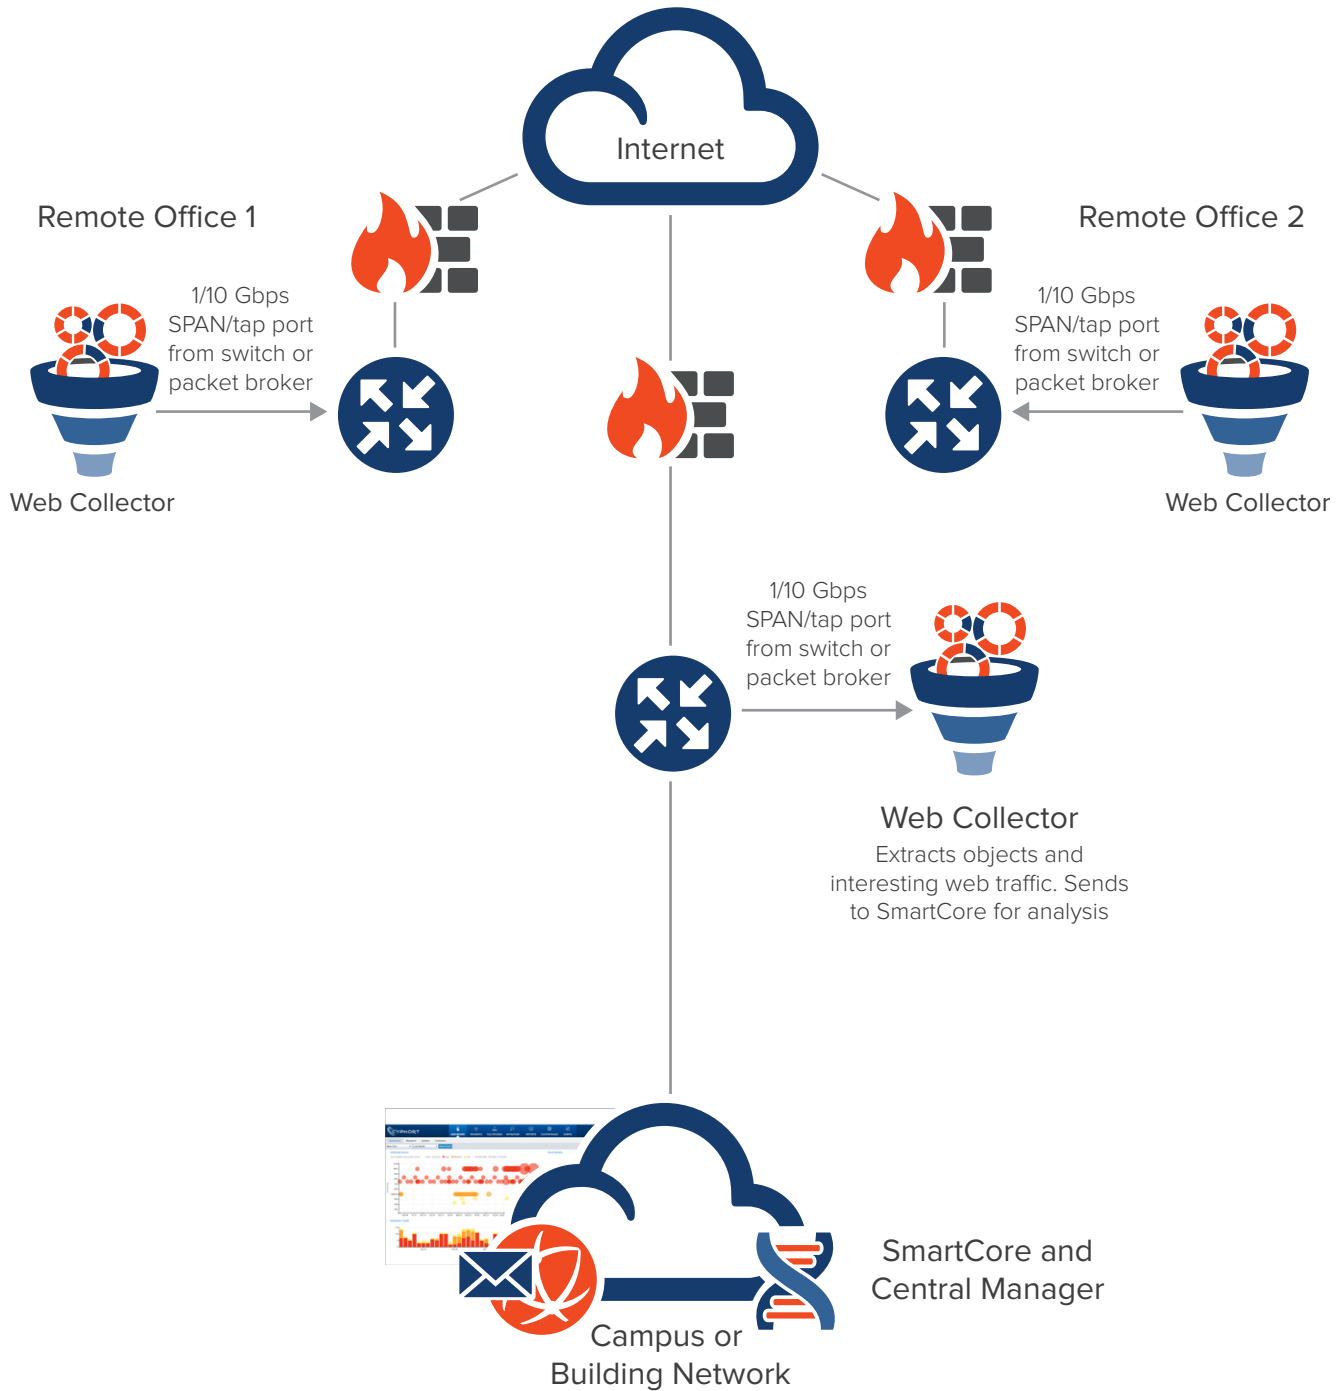 Internet
Remote Office 1
Remote Office 2
1/10 Gbps
SPAN/tap port
from switch or
packet broker
1/10 Gbps
SPAN/tap port
from switch or
packet broker
Web Collector
Web Collector
1/10 Gbps
SPAN/tap port
from switch or
packet broker
Web Collector
Extracts objects and
interesting web traffic. Sends
to SmartCore for analysis
CYPHORT
SmartCore and
Central Manager
Campus or
Building Network